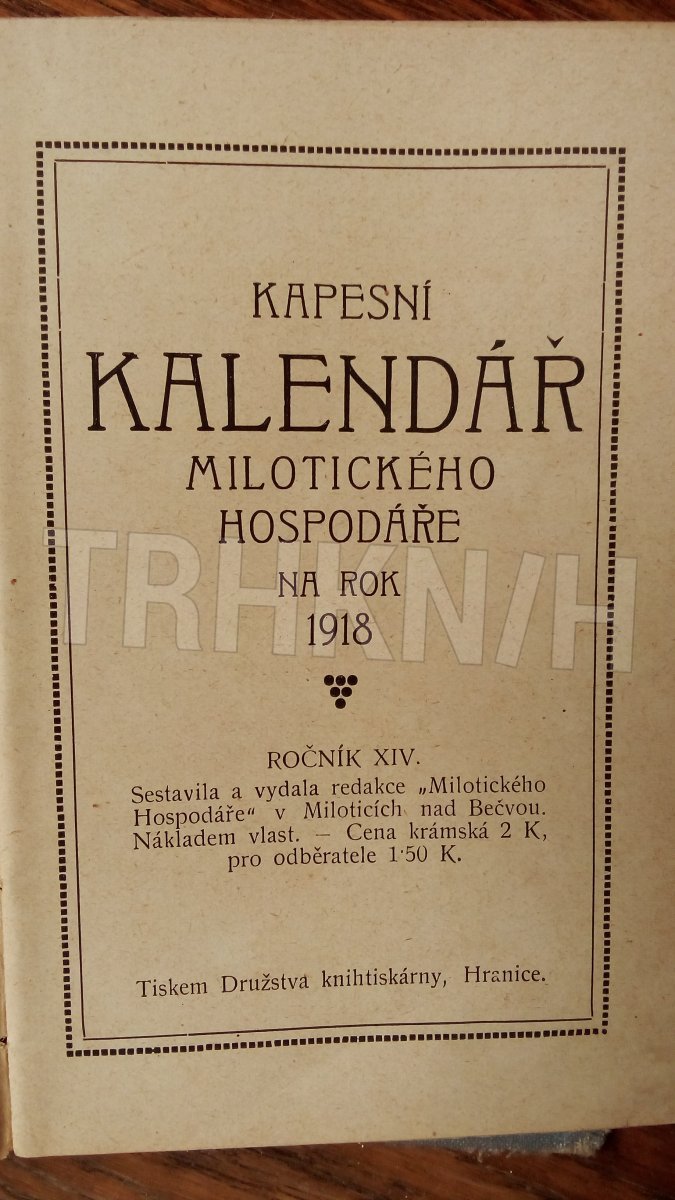 KAPESNÍ
KALENDÁŘ
MILOTICKÉHO
HOSPODÁŘE
NA ROK
1918
TRHKNIH
ROČNÍK XIV.
Sestavila a vydala redakce „Milotického
Hospodáře“ v Miloticích nad Bečvou.
Nákladem vlast. — Cena krámská 2 K,
pro odběratele 1·50 K.
Tiskem Družstva knihtiskárny, Hranice.